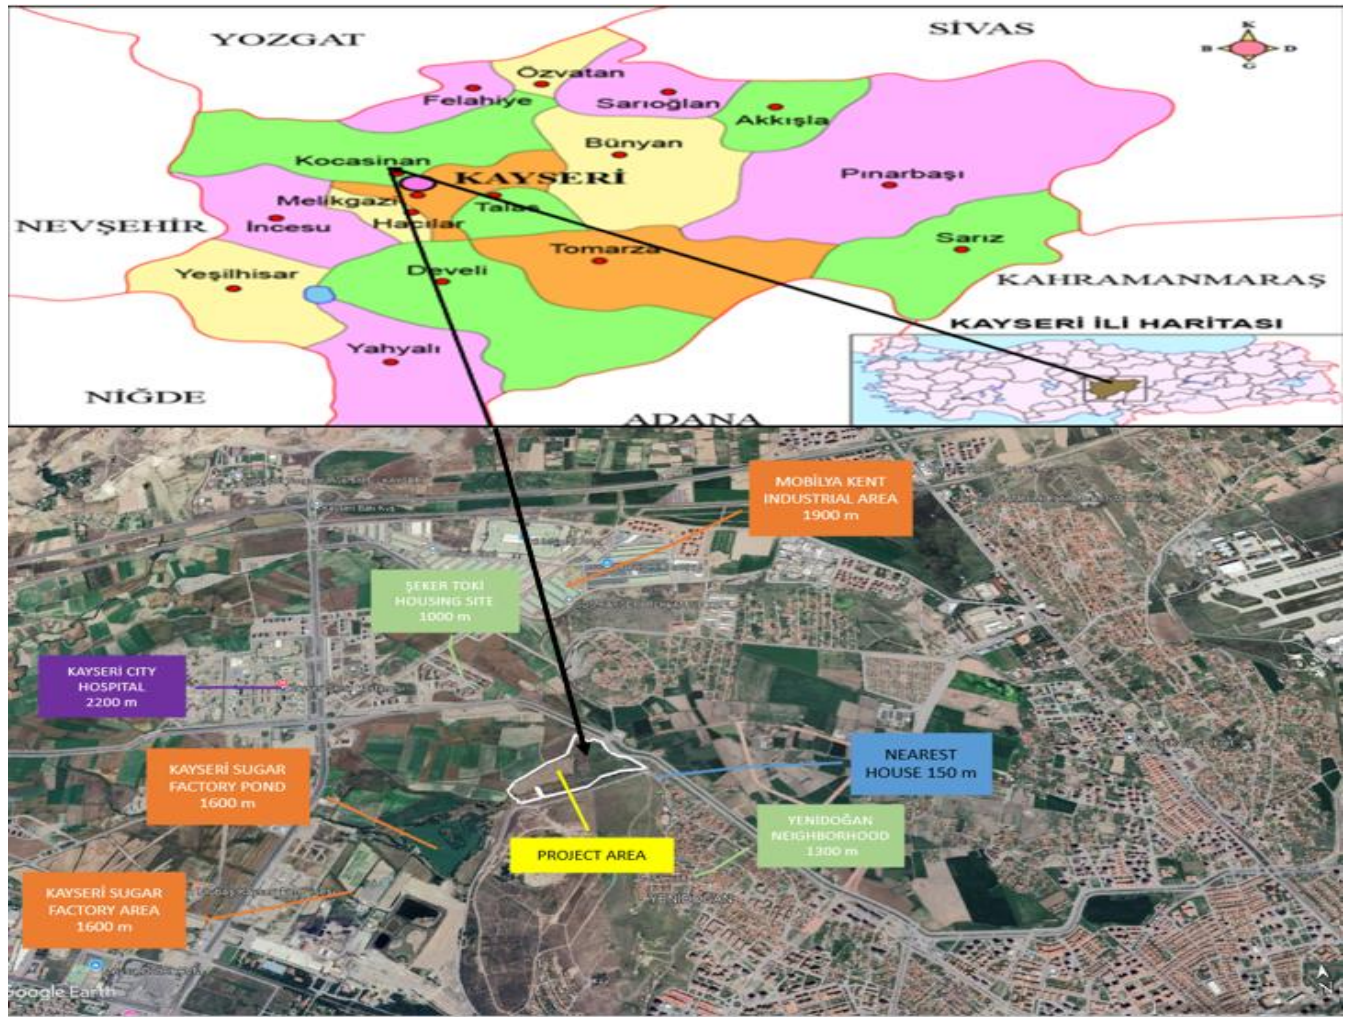 YOZGAT
SİVAS
K
B
D
G
Özvatan
Felahiye
Sarıoğlan
Akkışla
Bünyan
Kocasinan
KAYSERİ
Pınarbaşı
Melikgazi
Talas
NEVŞEHİR
İncesu
Hacılar
Tomarza
Sarız
Yeşilhisar
Develi
KAHRAMANMARAŞ
KAYSERİ İLİ HARİTASI
Yahyalı
NİĞDE
ADANA
MOBİLYA KENT
INDUSTRIAL AREA
1900 m
ŞEKER TOKİ
HOUSING SITE
1000 m
KAYSERİ CITY
HOSPITAL
2200 m
NEAREST
HOUSE 150 m
KAYSERİ SUGAR
FACTORY POND
1600 m
YENİDOĞAN
NEIGHBORHOOD
1300 m
PROJECT AREA
KAYSERİ SUGAR
FACTORY AREA
1600 m
YENİDOĞAN
Google Earth
N